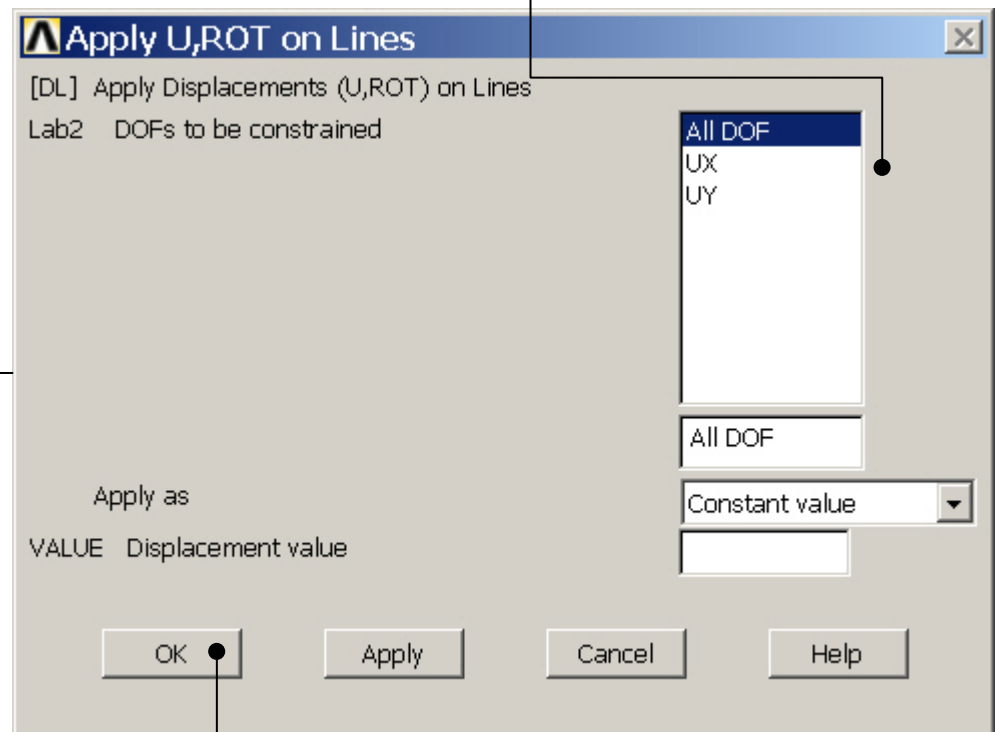 Apply U,ROT on Lines
[DL] Apply Displacements (U,ROT) on Lines
Lab2 DOFs to be constrained
All DOF
UX
UY
All DOF
Apply as
Constant value
VALUE Displacement value
OK
Apply
Cancel
Help